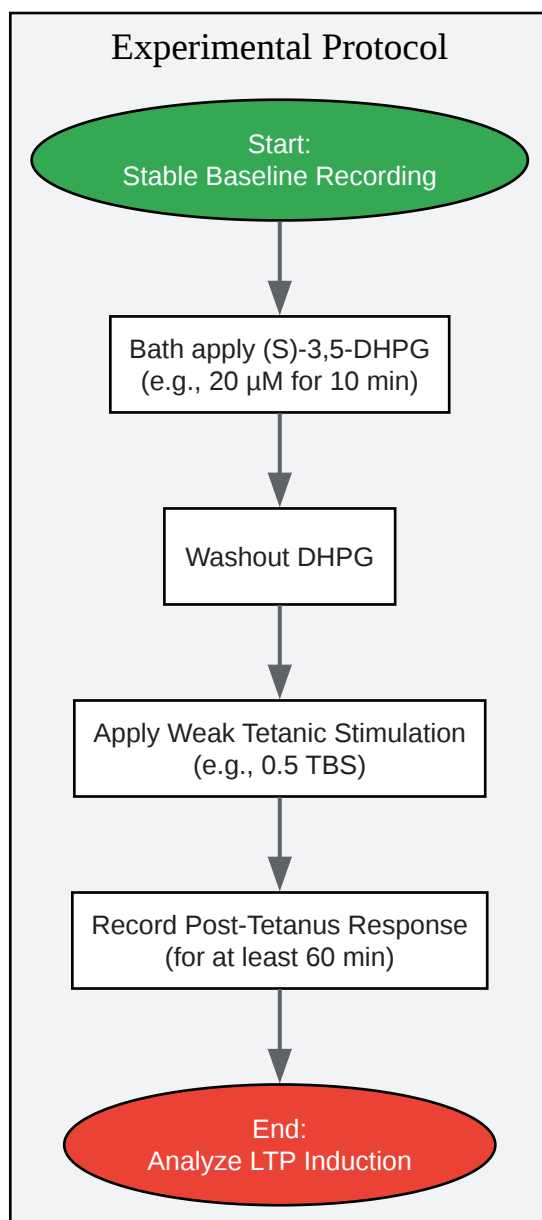 Experimental Protocol
Start:
Stable Baseline Recording
Bath apply (S)-3,5-DHPG
(e.g., 20 µM for 10 min)
Washout DHPG
Apply Weak Tetanic Stimulation
(e.g., 0.5 TBS)
Record Post-Tetanus Response
(for at least 60 min)
End:
Analyze LTP Induction